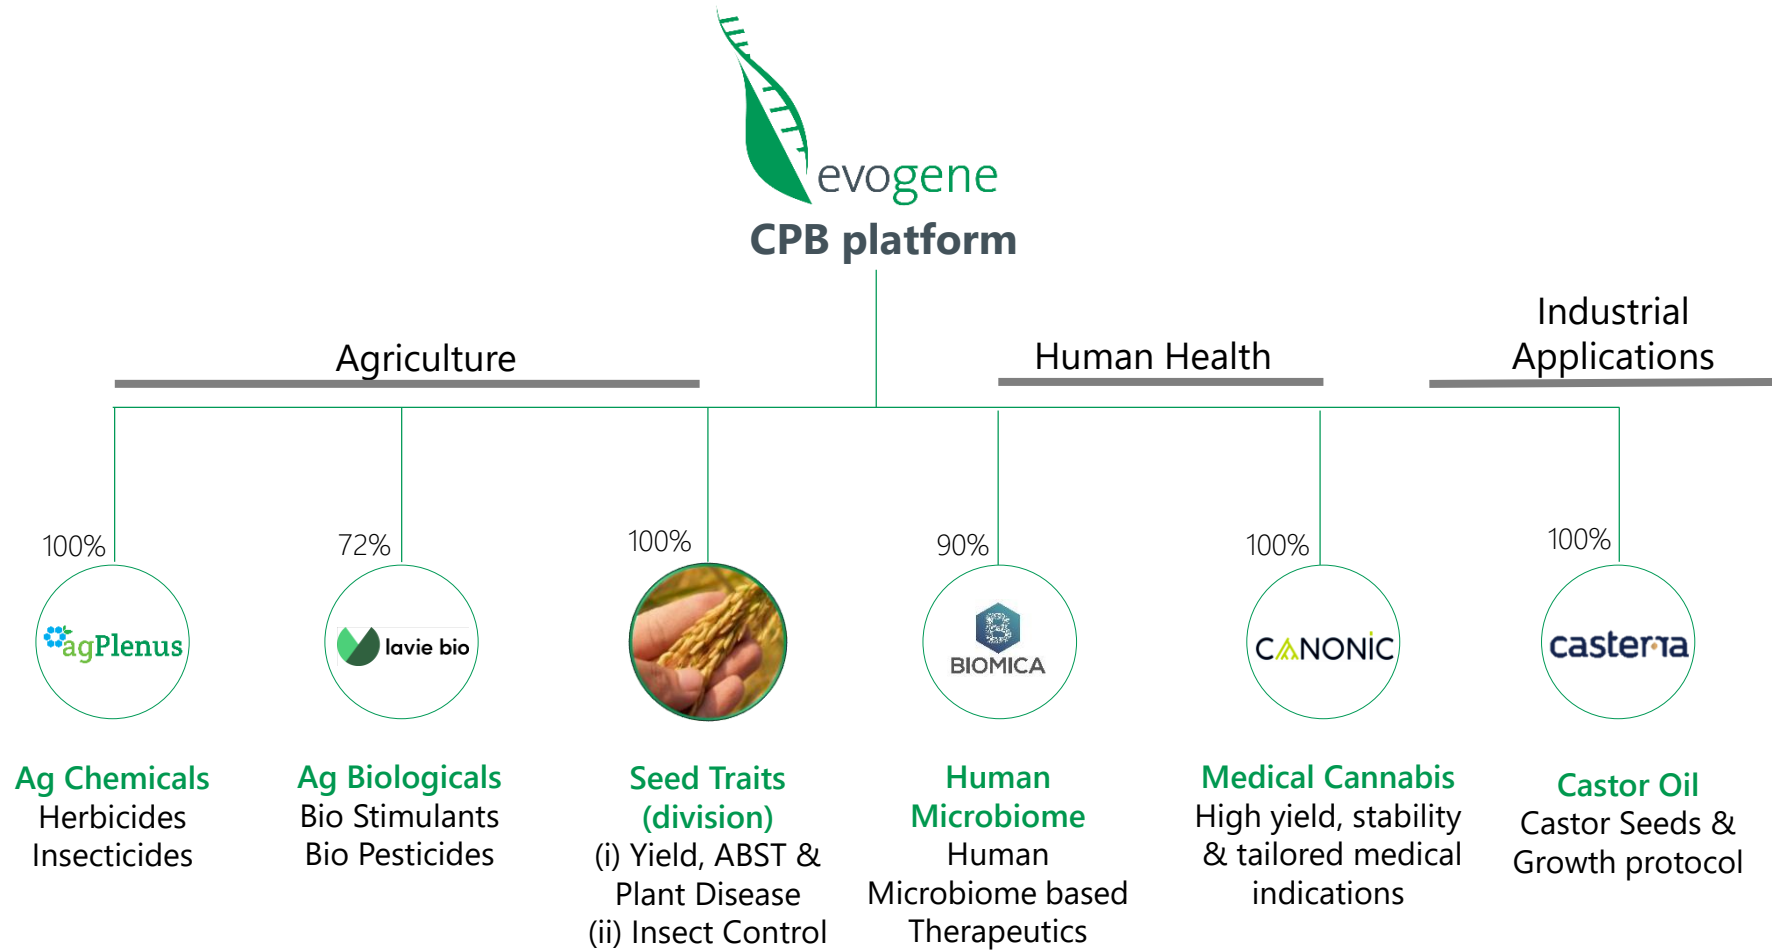 evogene
CPB platform
Agriculture
Human Health
Industrial
Applications
100%
72%
100%
90%
100%
100%
agPlenus
lavie bio
BIOMICA
CANONIC
casterra
Ag Chemicals
Herbicides
Insecticides
Ag Biologicals
Bio Stimulants
Bio Pesticides
Seed Traits
(division)
(i) Yield, ABST &
Plant Disease
(ii) Insect Control
Human
Microbiome
Human
Microbiome based
Therapeutics
Medical Cannabis
High yield, stability
& tailored medical
indications
Castor Oil
Castor Seeds &
Growth protocol